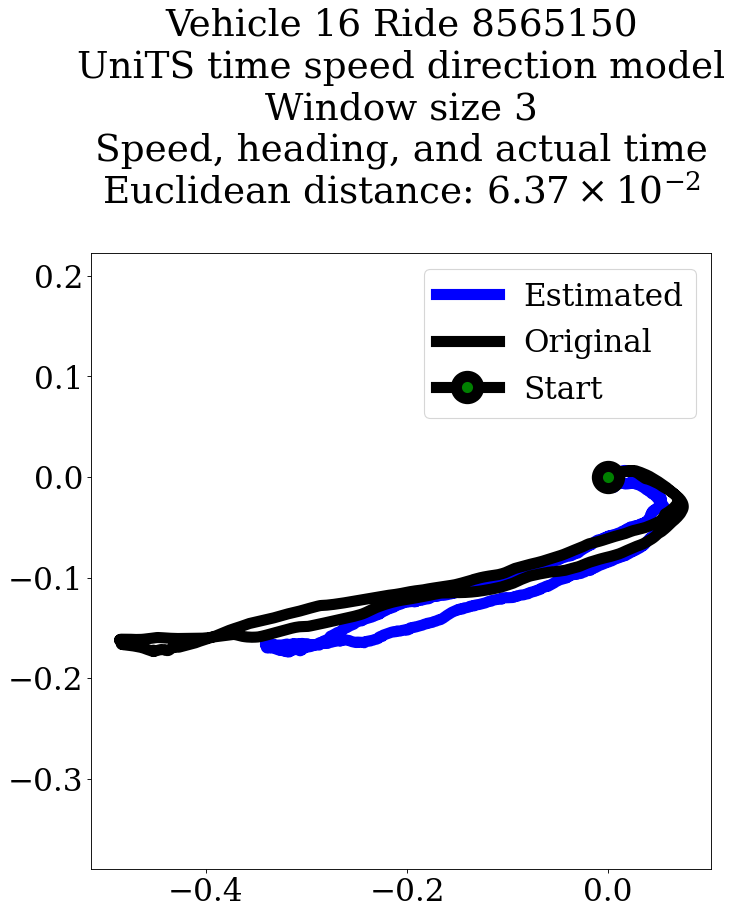 Vehicle 16 Ride 8565150
UniTS time speed direction model
Window size 3
Speed, heading, and actual time
Euclidean distance: 6.37 × 10⁻²
Estimated
Original
Start
0.2
0.1
0.0
−0.1
−0.2
−0.3
−0.4 −0.2 0.0